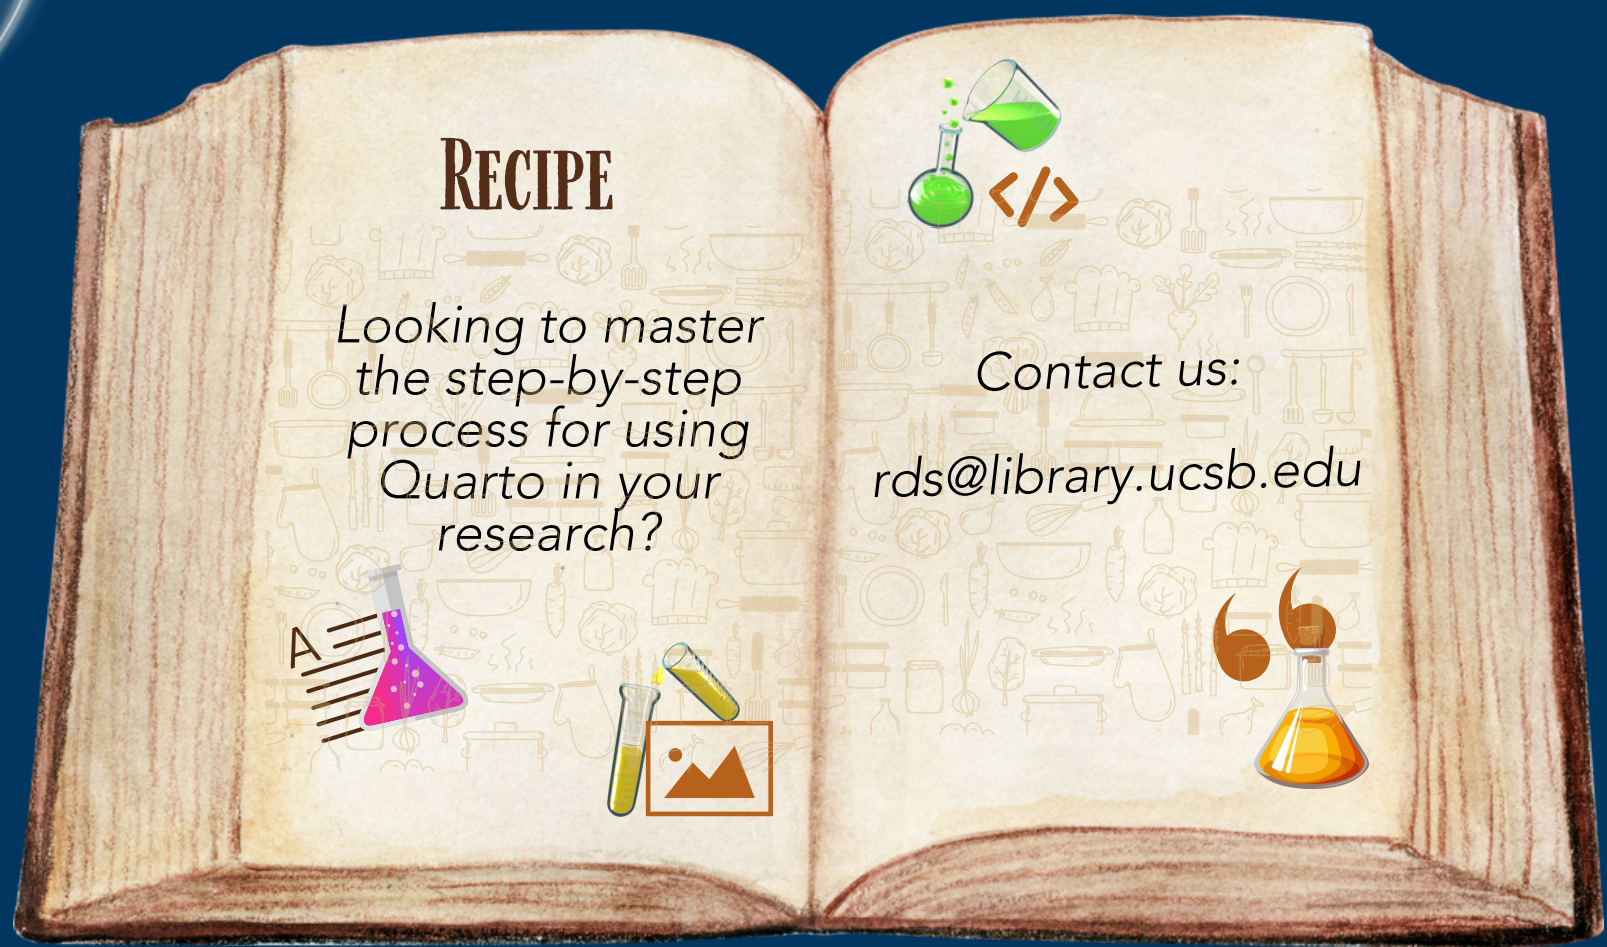 RECIPE
Looking to master
the step-by-step
process for using
Quarto in your
research?
A
</>
Contact us:
rds@library.ucsb.edu